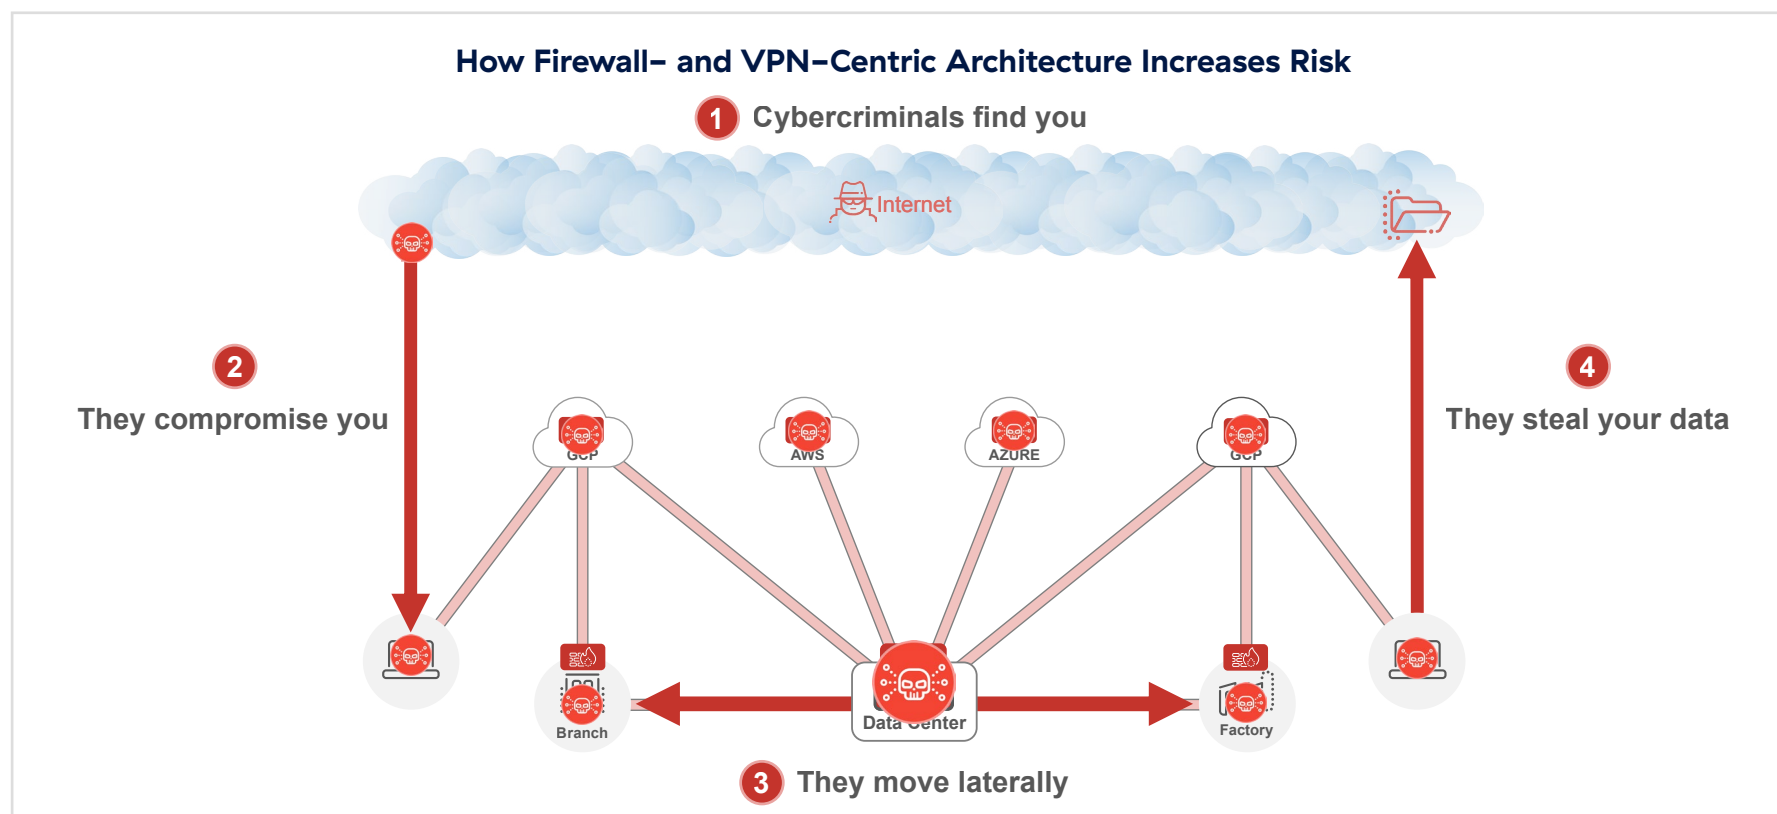 How Firewall- and VPN-Centric Architecture Increases Risk
1 Cybercriminals find you
Internet
2
They compromise you
4
They steal your data
GCP
AWS
AZURE
GCP
Branch
Data Center
Factory
3 They move laterally